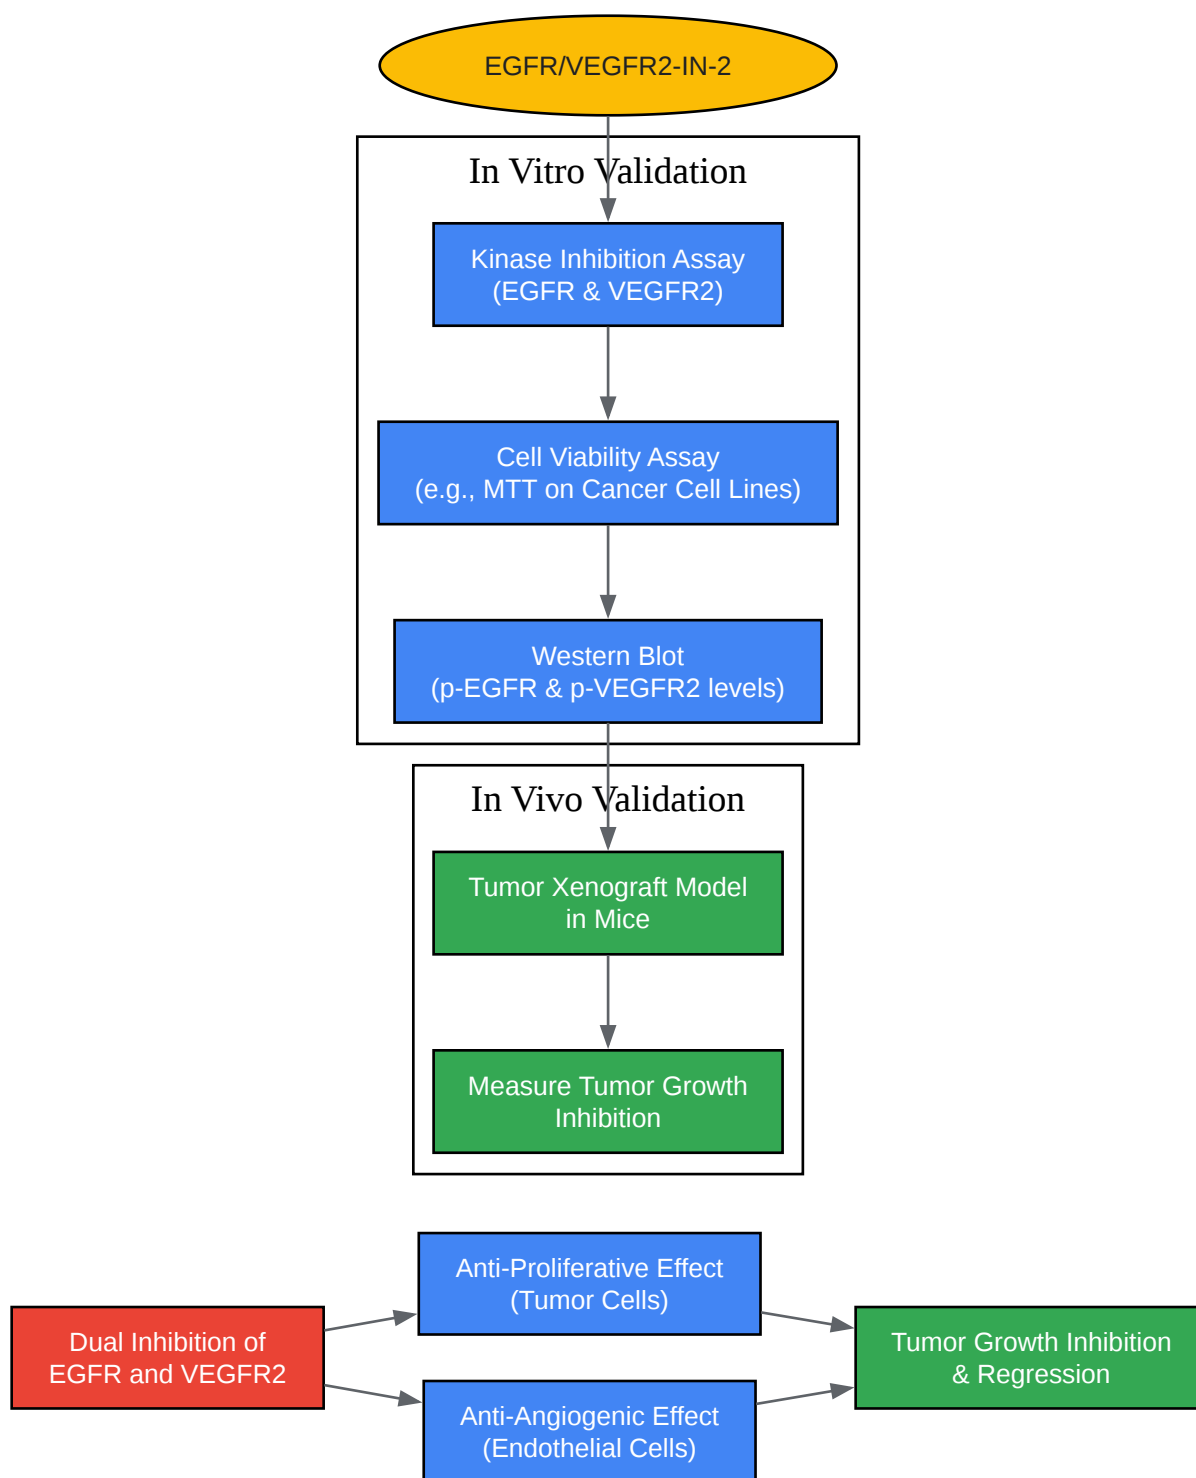 EGFR/VEGFR2-IN-2
In Vitro Validation
Kinase Inhibition Assay
(EGFR & VEGFR2)
Cell Viability Assay
(e.g., MTT on Cancer Cell Lines)
Western Blot
(p-EGFR & p-VEGFR2 levels)
In Vivo Validation
Tumor Xenograft Model
in Mice
Measure Tumor Growth
Inhibition
Dual Inhibition of
EGFR and VEGFR2
Anti-Proliferative Effect
(Tumor Cells)
Anti-Angiogenic Effect
(Endothelial Cells)
Tumor Growth Inhibition
& Regression